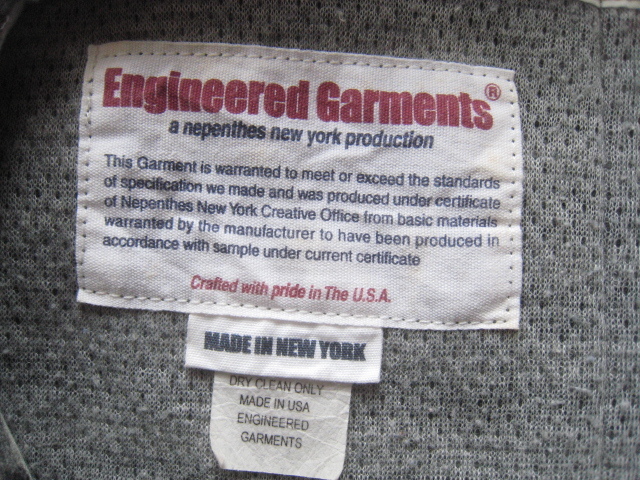 Engineered Garments®
a nepenthes new york production
This Garment is warranted to meet or exceed the standards
of specification we made and was produced under certificate
of Nepenthes New York Creative Office from basic materials
warranted by the manufacturer to have been produced in
accordance with sample under current certificate
Crafted with pride in The U.S.A.
MADE IN NEW YORK
DRY CLEAN ONLY
MADE IN USA
ENGINEERED
GARMENTS